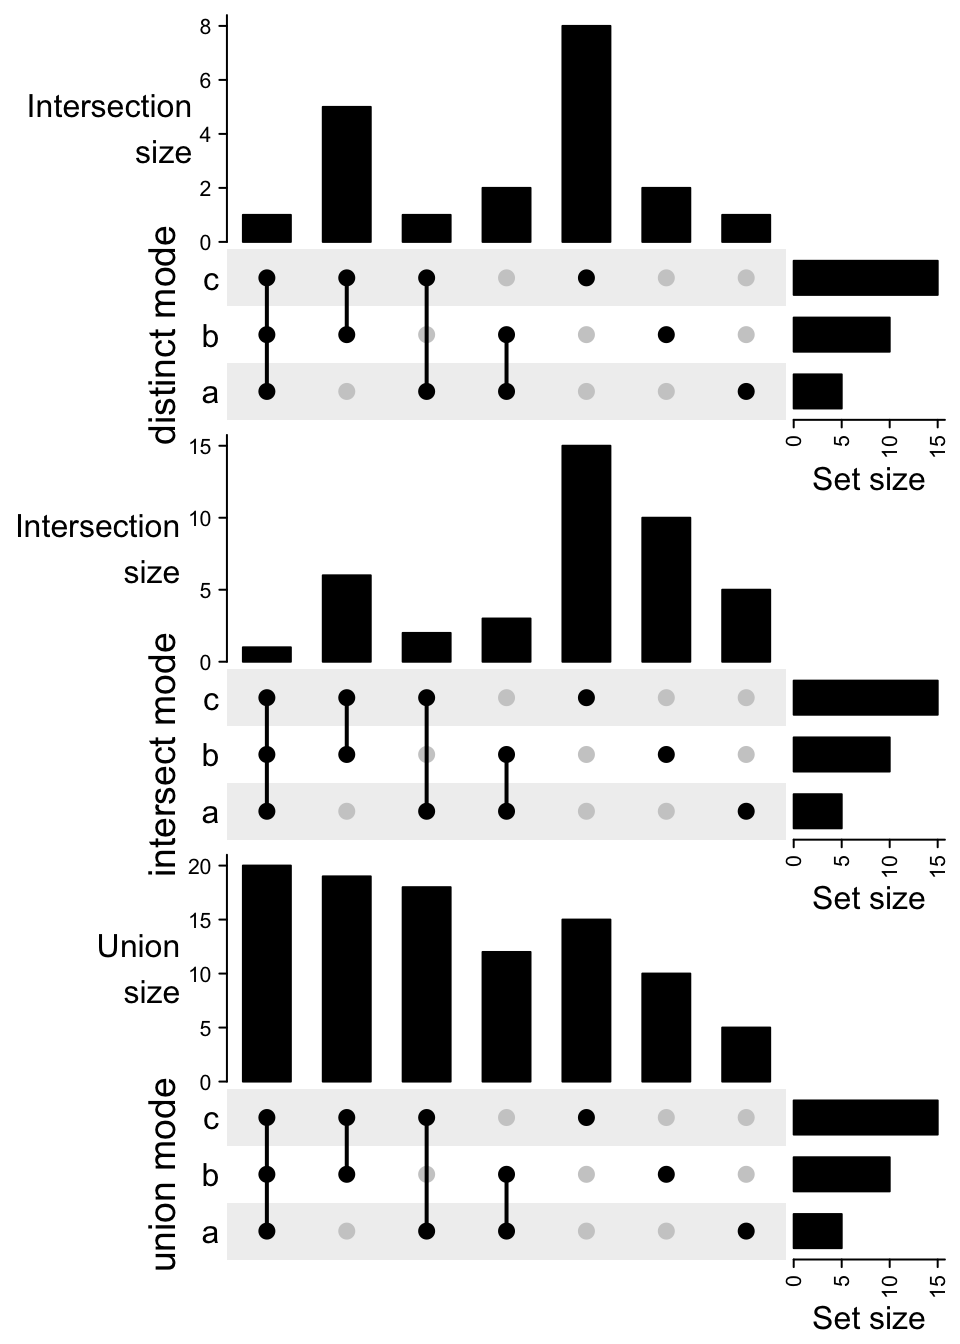 8
6
4
2
0
Intersection
size
distinct mode
c
b
a
0 5 10 15
Set size
15
10
5
0
Intersection
size
intersect mode
c
b
a
0 5 10 15
Set size
20
15
10
5
0
Union
size
union mode
c
b
a
0 5 10 15
Set size